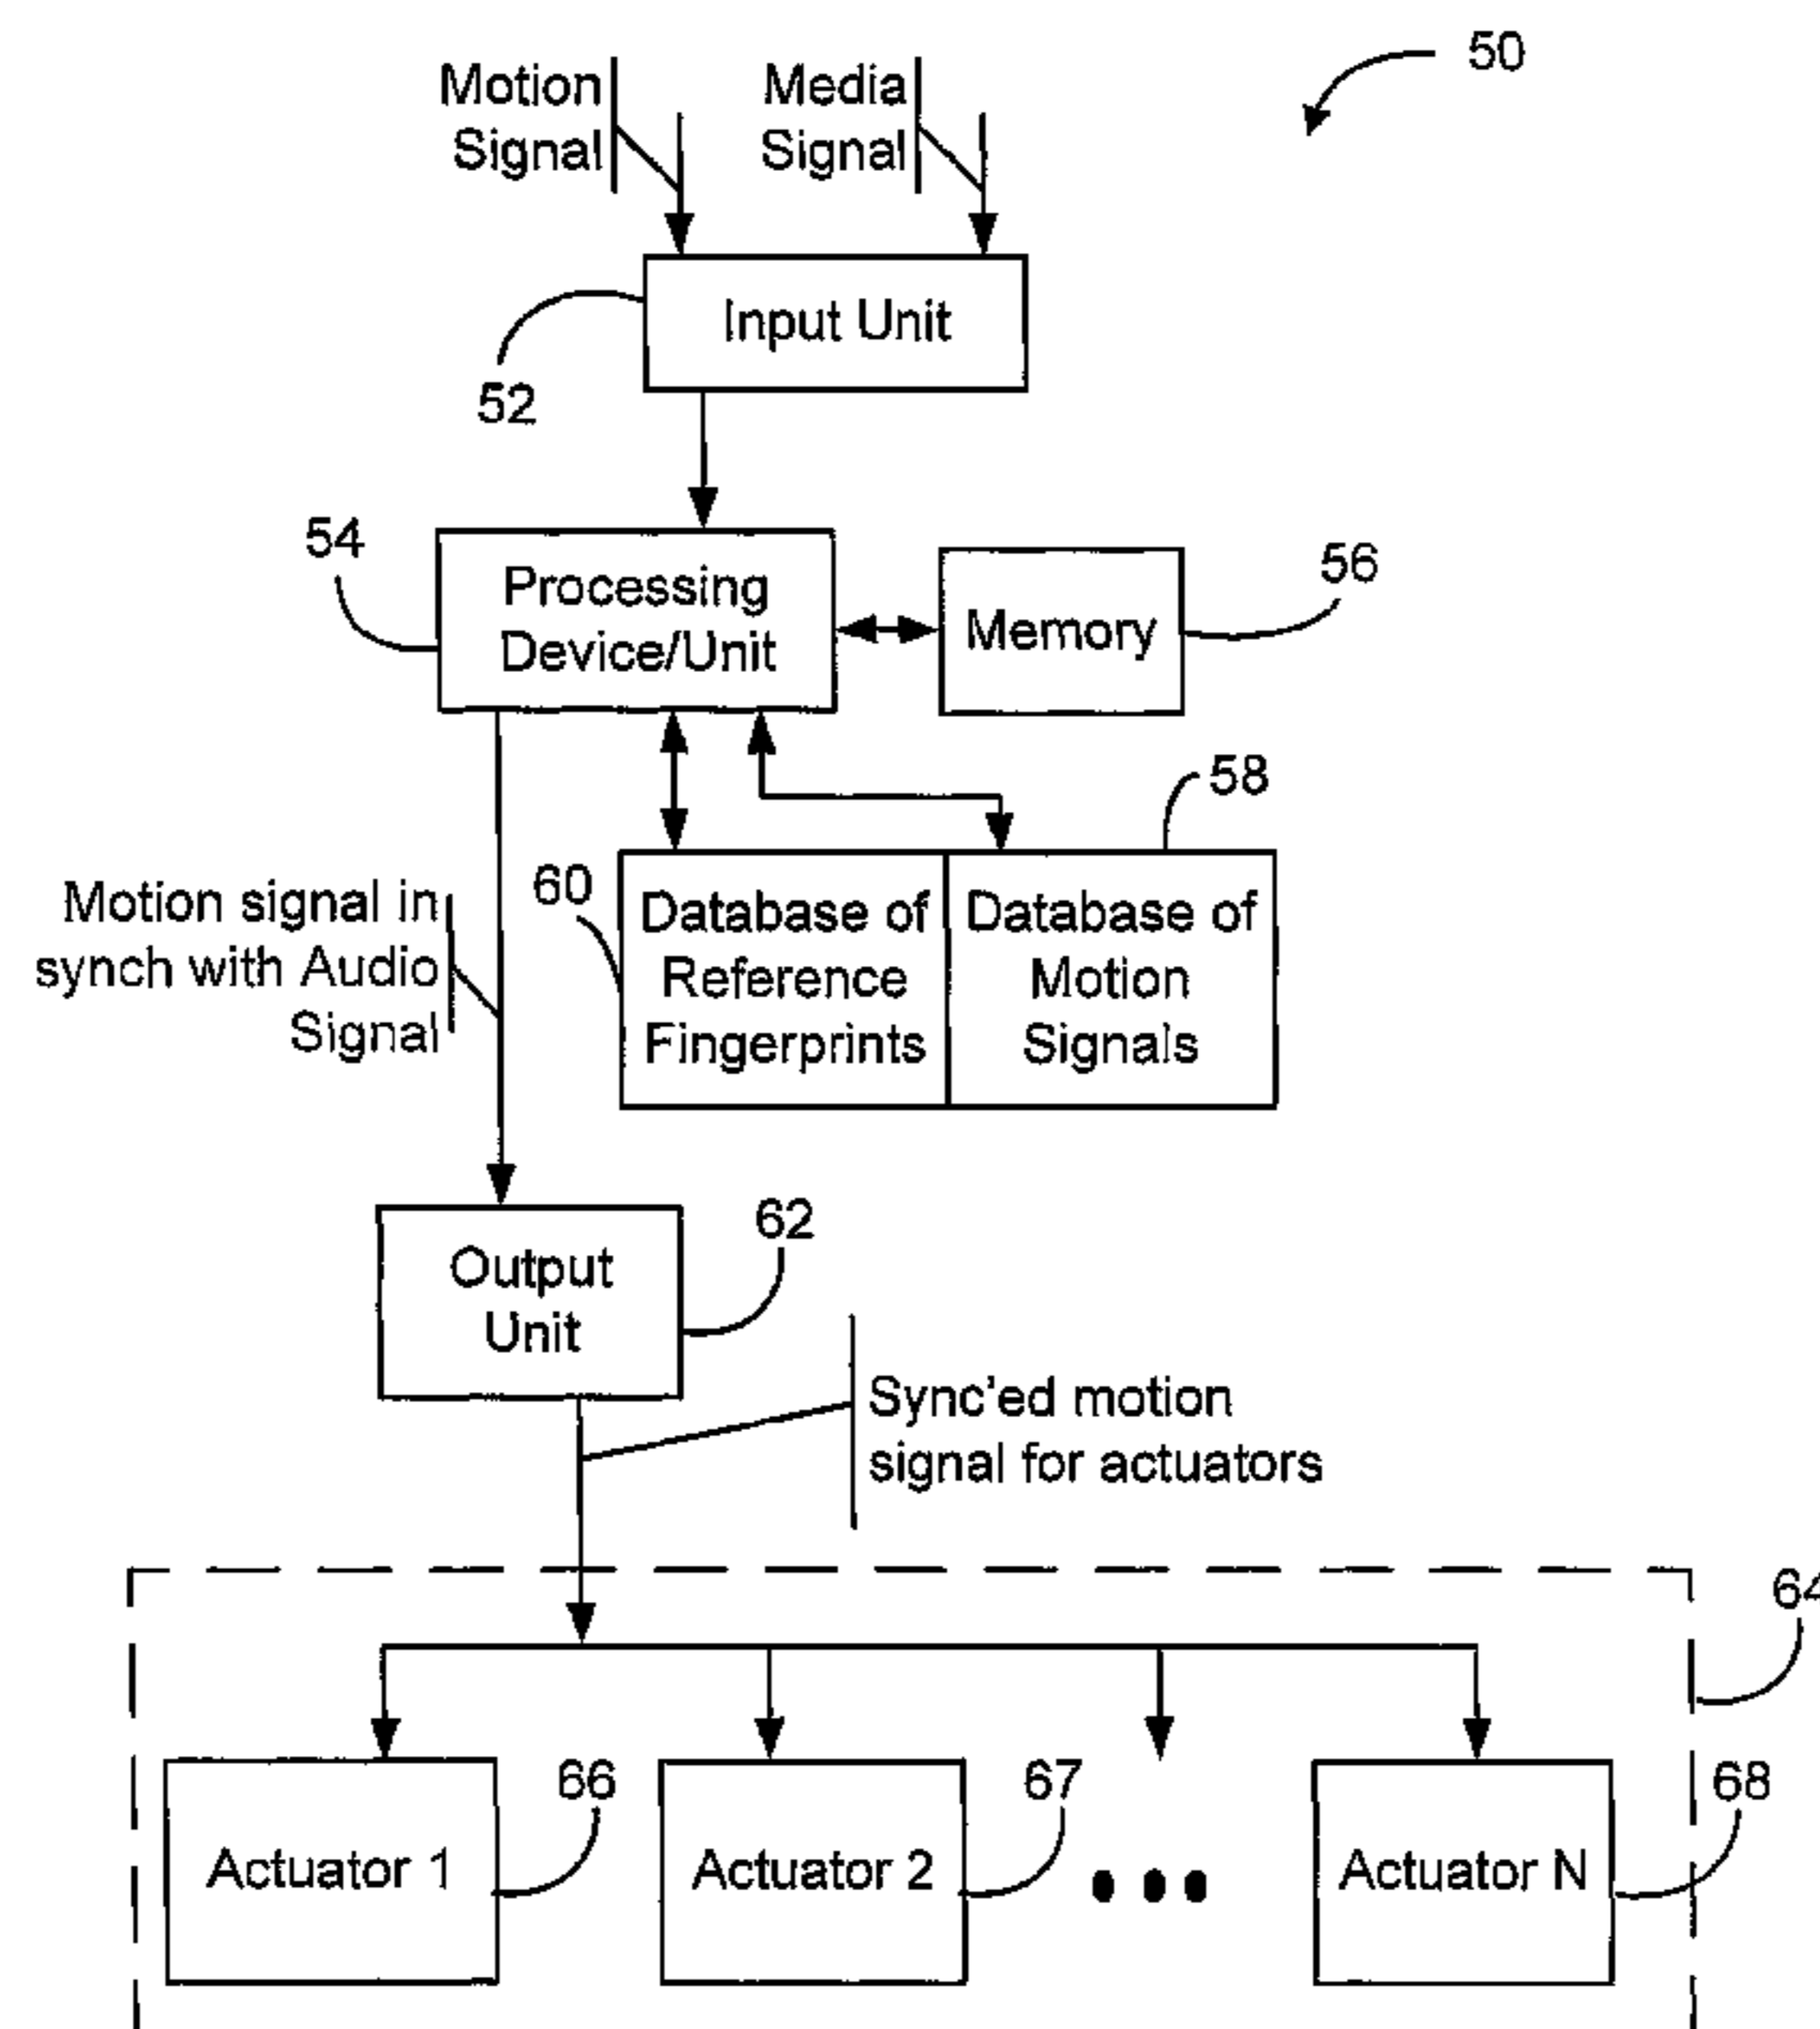 50
Motion
Signal
Media
Signal
Input Unit
52
54
Processing
Device/Unit
Memory
56
58
60
Database of
Reference
Fingerprints
Database of
Motion
Signals
Motion signal in
synch with Audio
Signal
Output
Unit
62
Sync'ed motion
signal for actuators
64
Actuator 1
66
Actuator 2
67
Actuator N
68